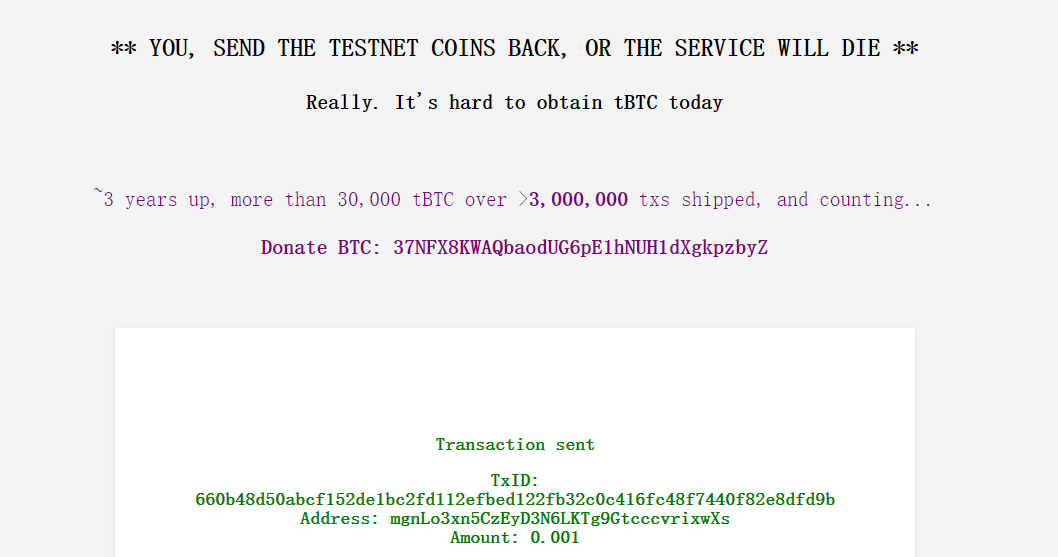 ** YOU, SEND THE TESTNET COINS BACK, OR THE SERVICE WILL DIE **
Really. It's hard to obtain tBTC today
~3 years up, more than 30,000 tBTC over >3,000,000 txs shipped, and counting...
Donate BTC: 37NFX8KWAQbaodUG6pE1hNUH1dXgkpzbyZ
Transaction sent
TxID:
660b48d50abcf152de1bc2fd112efbed122fb32c0c416fc48f7440f82e8dfd9b
Address: mgnLo3xn5CzEyD3N6LKTg9GtcccvrixwXs
Amount: 0.001